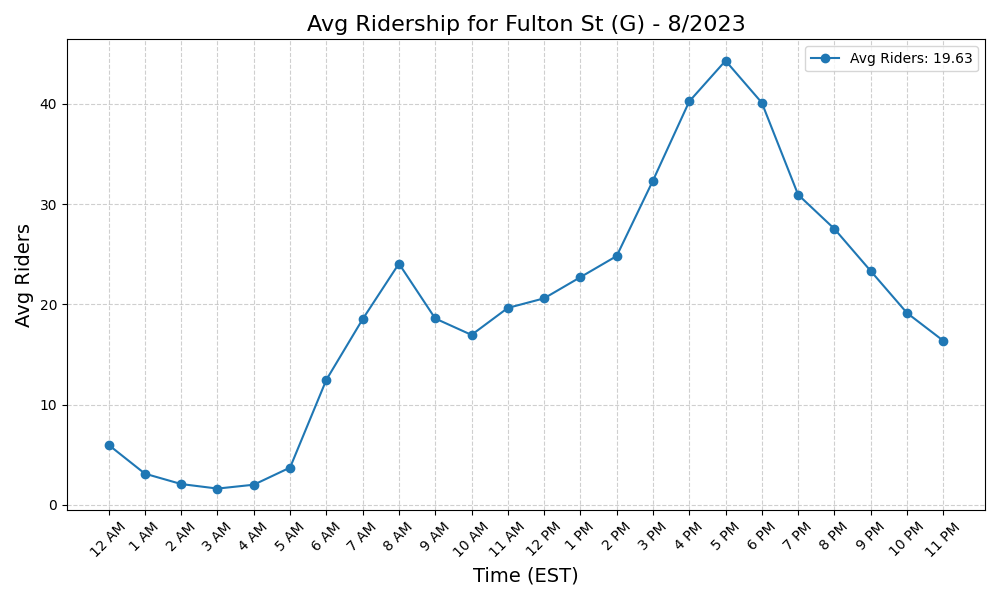 Avg Ridership for Fulton St (G) - 8/2023
Avg Riders: 19.63
Avg Riders
40
30
20
10
0
12 AM
1 AM
2 AM
3 AM
4 AM
5 AM
6 AM
7 AM
8 AM
9 AM
10 AM
11 AM
12 PM
1 PM
2 PM
3 PM
4 PM
5 PM
6 PM
7 PM
8 PM
9 PM
10 PM
11 PM
Time (EST)